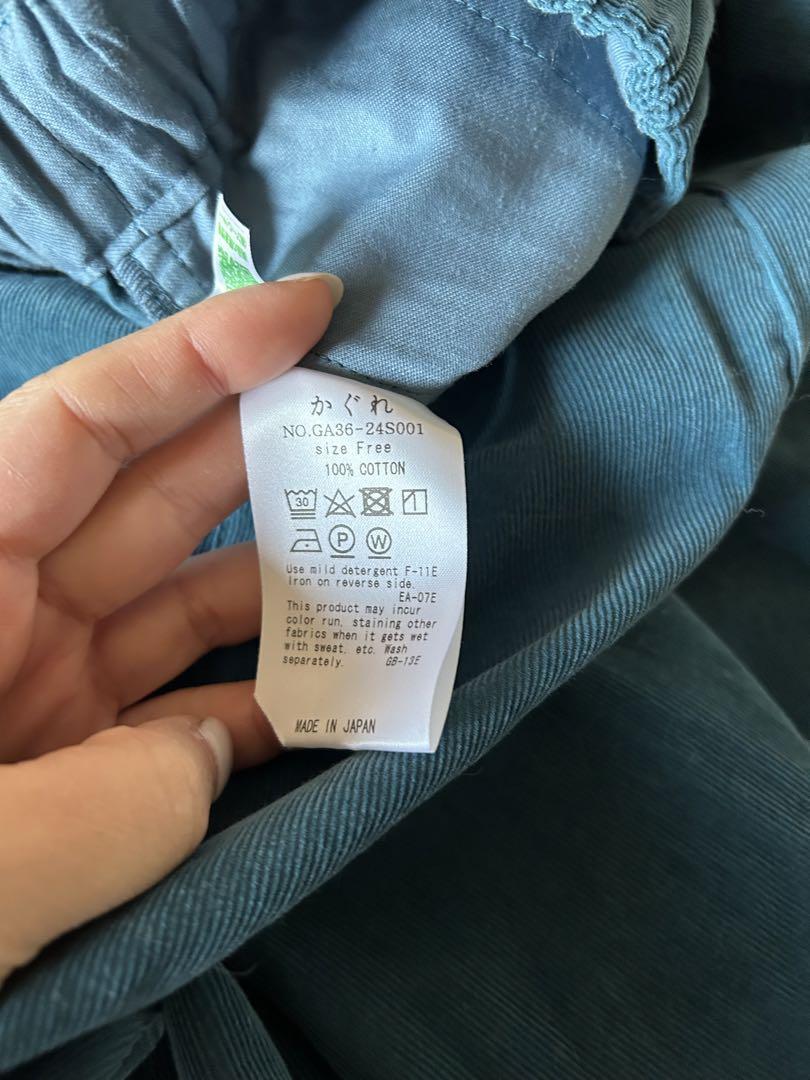 かぐれ
NO.GA36-24S001
size Free
100% COTTON
30
P W
Use mild detergent F-11E
Iron on reverse side.
EA-07E
This product may incur
color run, staining other
fabrics when it gets wet
with sweat, etc. Wash
separately. GB-13E
MADE IN JAPAN